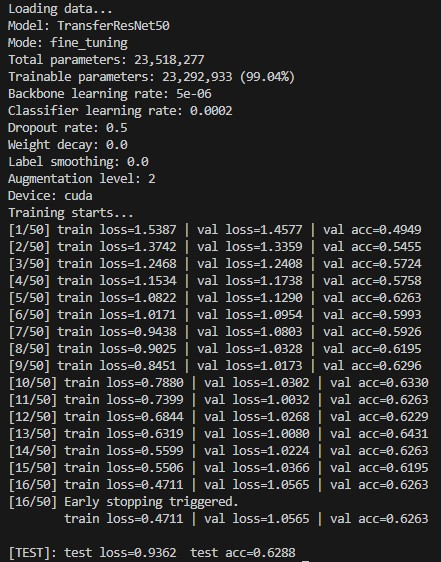 Loading data...
Model: TransferResNet50
Mode: fine_tuning
Total parameters: 23,518,277
Trainable parameters: 23,292,933 (99.04%)
Backbone learning rate: 5e-06
Classifier learning rate: 0.0002
Dropout rate: 0.5
Weight decay: 0.0
Label smoothing: 0.0
Augmentation level: 2
Device: cuda
Training starts...
[1/50] train loss=1.5387 | val loss=1.4577 | val acc=0.4949
[2/50] train loss=1.3742 | val loss=1.3359 | val acc=0.5455
[3/50] train loss=1.2468 | val loss=1.2408 | val acc=0.5724
[4/50] train loss=1.1534 | val loss=1.1738 | val acc=0.5758
[5/50] train loss=1.0822 | val loss=1.1290 | val acc=0.6263
[6/50] train loss=1.0171 | val loss=1.0954 | val acc=0.5993
[7/50] train loss=0.9438 | val loss=1.0803 | val acc=0.5926
[8/50] train loss=0.9025 | val loss=1.0328 | val acc=0.6195
[9/50] train loss=0.8451 | val loss=1.0173 | val acc=0.6296
[10/50] train loss=0.7880 | val loss=1.0302 | val acc=0.6330
[11/50] train loss=0.7399 | val loss=1.0032 | val acc=0.6263
[12/50] train loss=0.6844 | val loss=1.0268 | val acc=0.6229
[13/50] train loss=0.6319 | val loss=1.0080 | val acc=0.6431
[14/50] train loss=0.5599 | val loss=1.0224 | val acc=0.6263
[15/50] train loss=0.5506 | val loss=1.0366 | val acc=0.6195
[16/50] train loss=0.4711 | val loss=1.0565 | val acc=0.6263
[16/50] Early stopping triggered.
train loss=0.4711 | val loss=1.0565 | val acc=0.6263
[TEST]: test loss=0.9362  test acc=0.6288